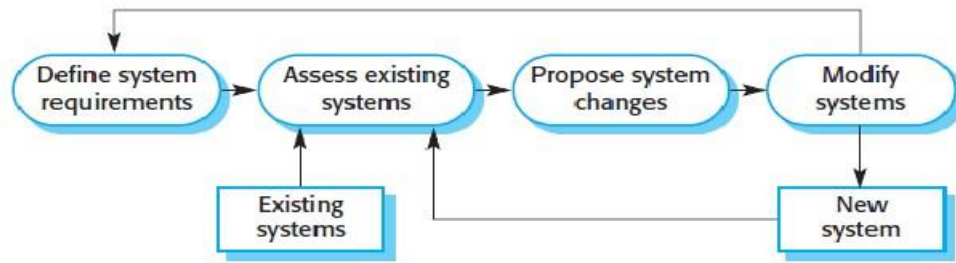 Define system
requirements
Assess existing
systems
Propose system
changes
Modify
systems
Existing
systems
New
system